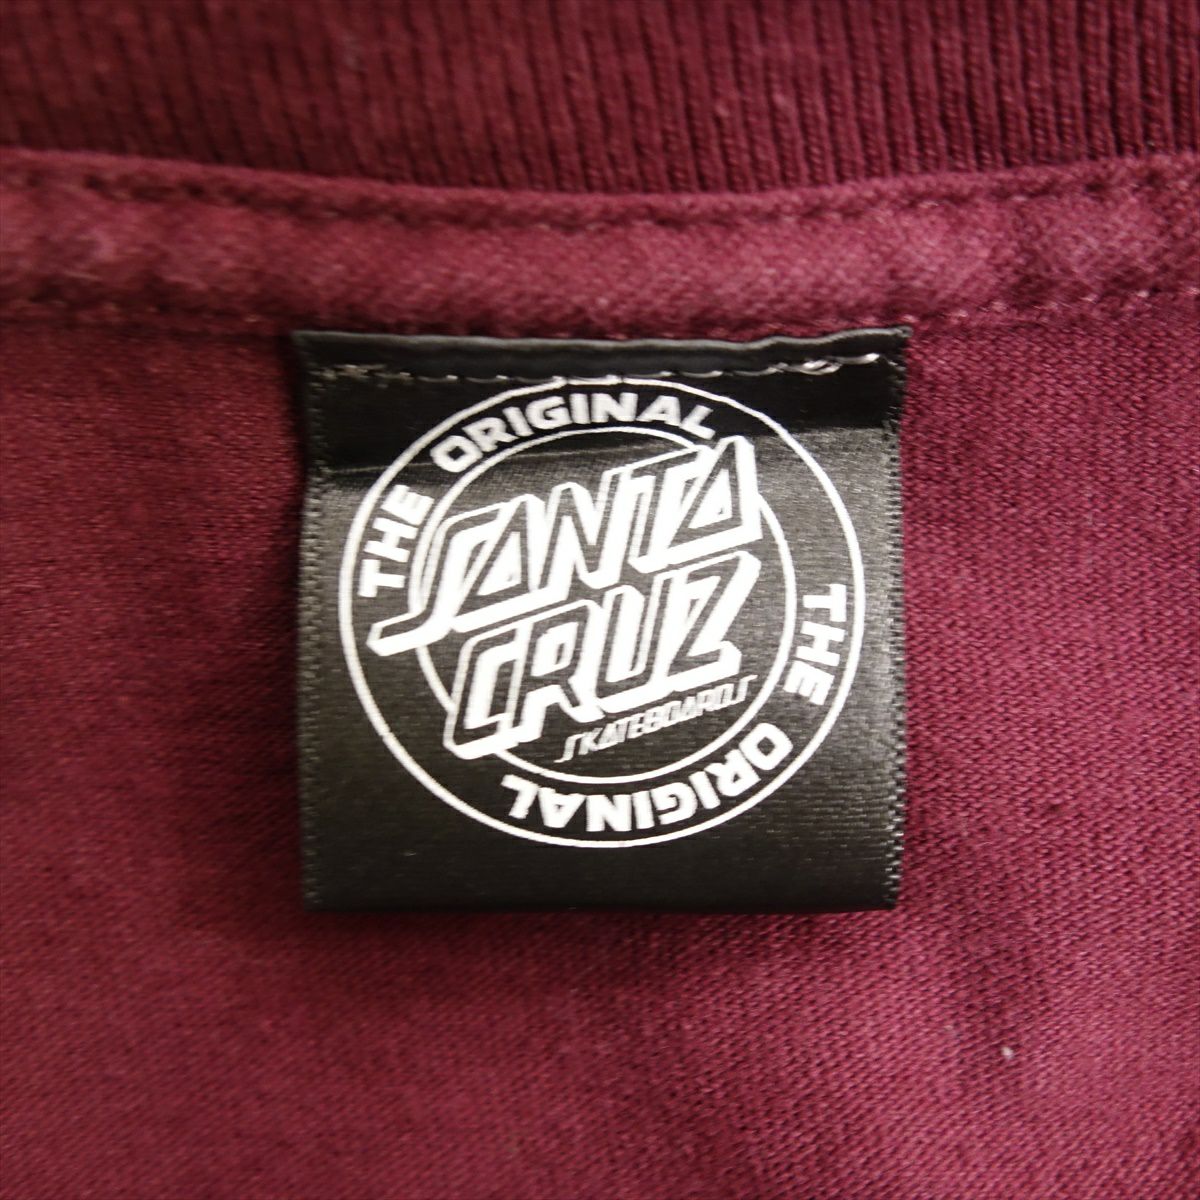 THE ORIGINAL
SANTA
CRUZ
SKATEBOARDS
THE ORIGINAL